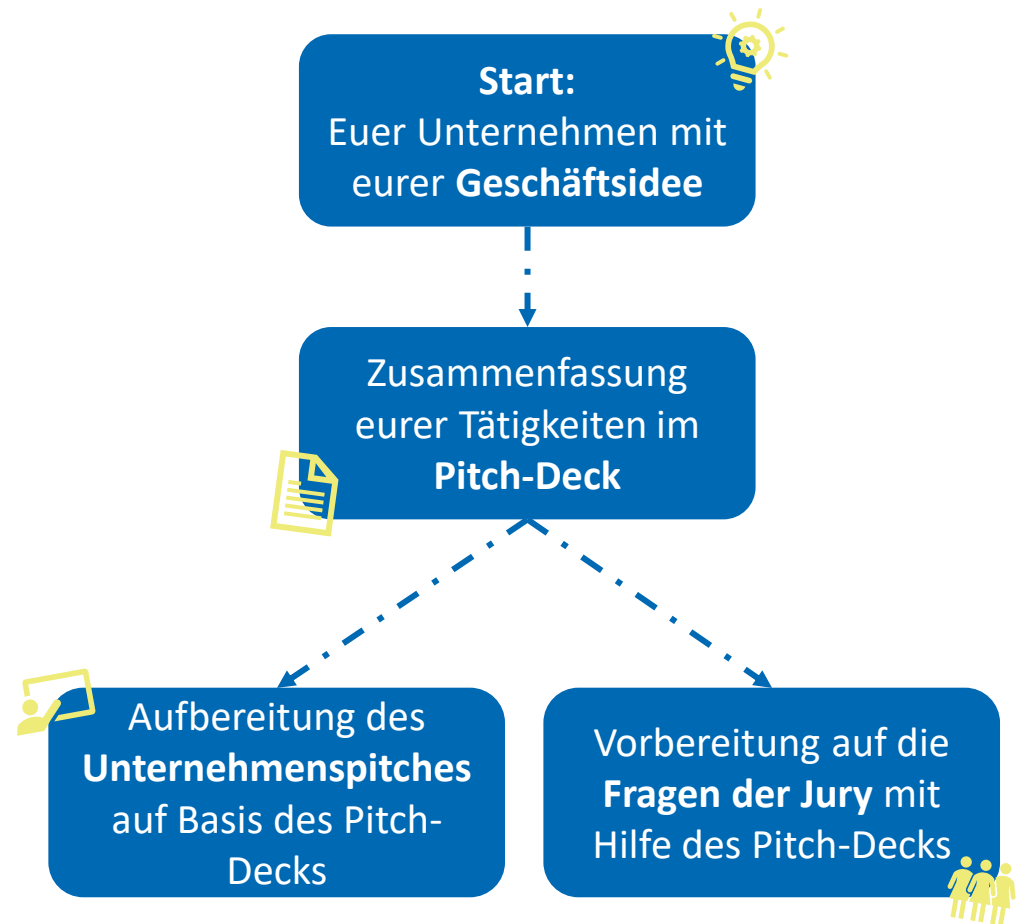 Start:
Euer Unternehmen mit
eurer Geschäftsidee
Zusammenfassung
eurer Tätigkeiten im
Pitch-Deck
Aufbereitung des
Unternehmenspitches
auf Basis des Pitch-
Decks
Vorbereitung auf die
Fragen der Jury mit
Hilfe des Pitch-Decks